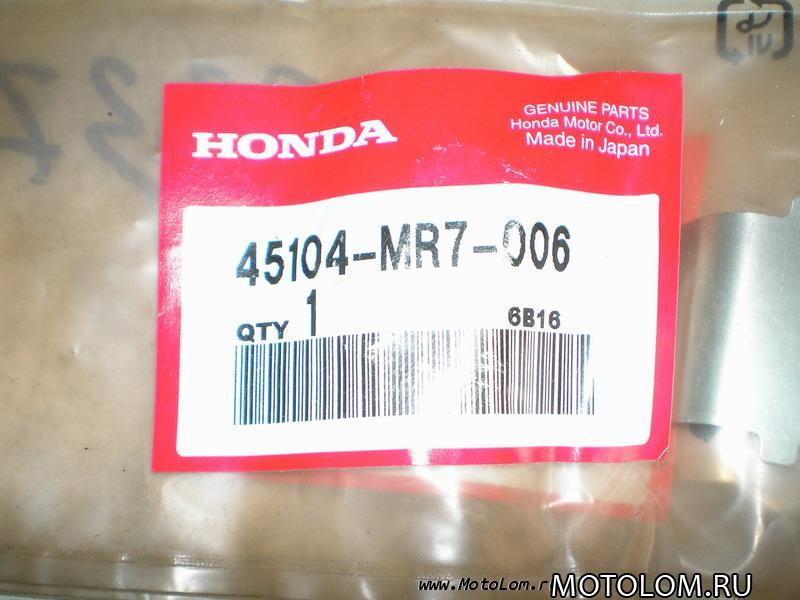 HONDA
GENUINE PARTS
Honda Motor Co., Ltd.
Made in Japan
45104-MR7-006
QTY 1
6B16
www.MotoLom.r
MOTOLOM.RU